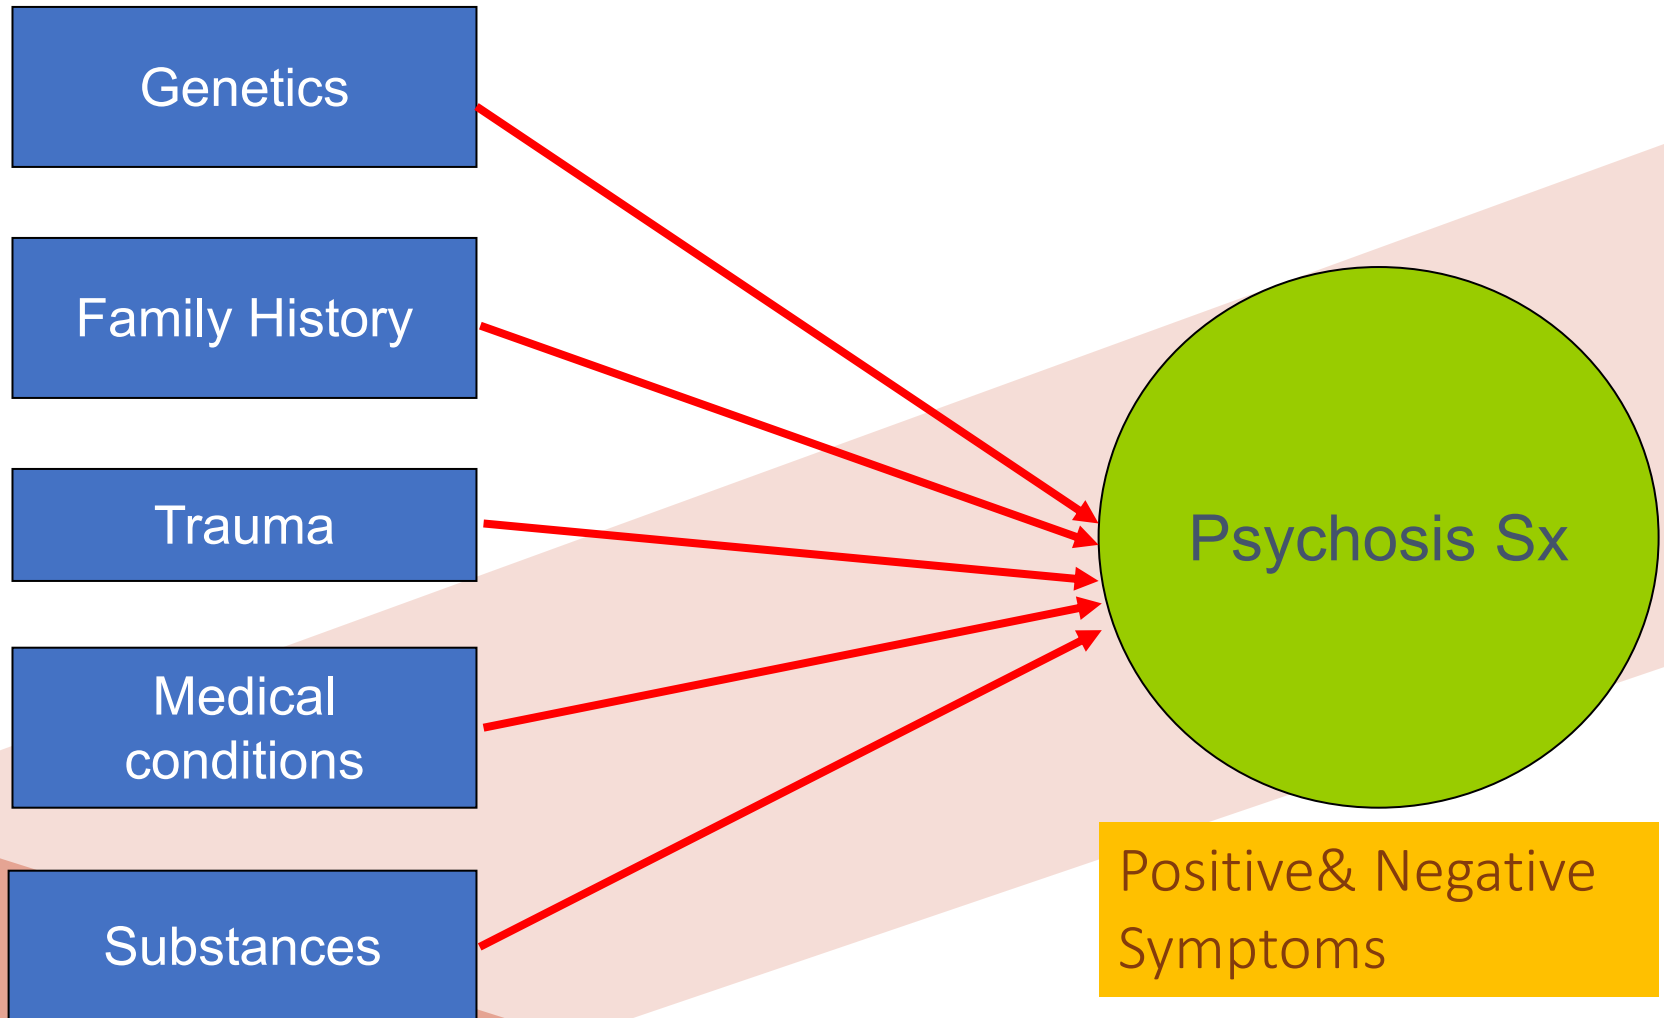 Genetics
Family History
Trauma
Medical
conditions
Substances
Psychosis Sx
Positive& Negative
Symptoms